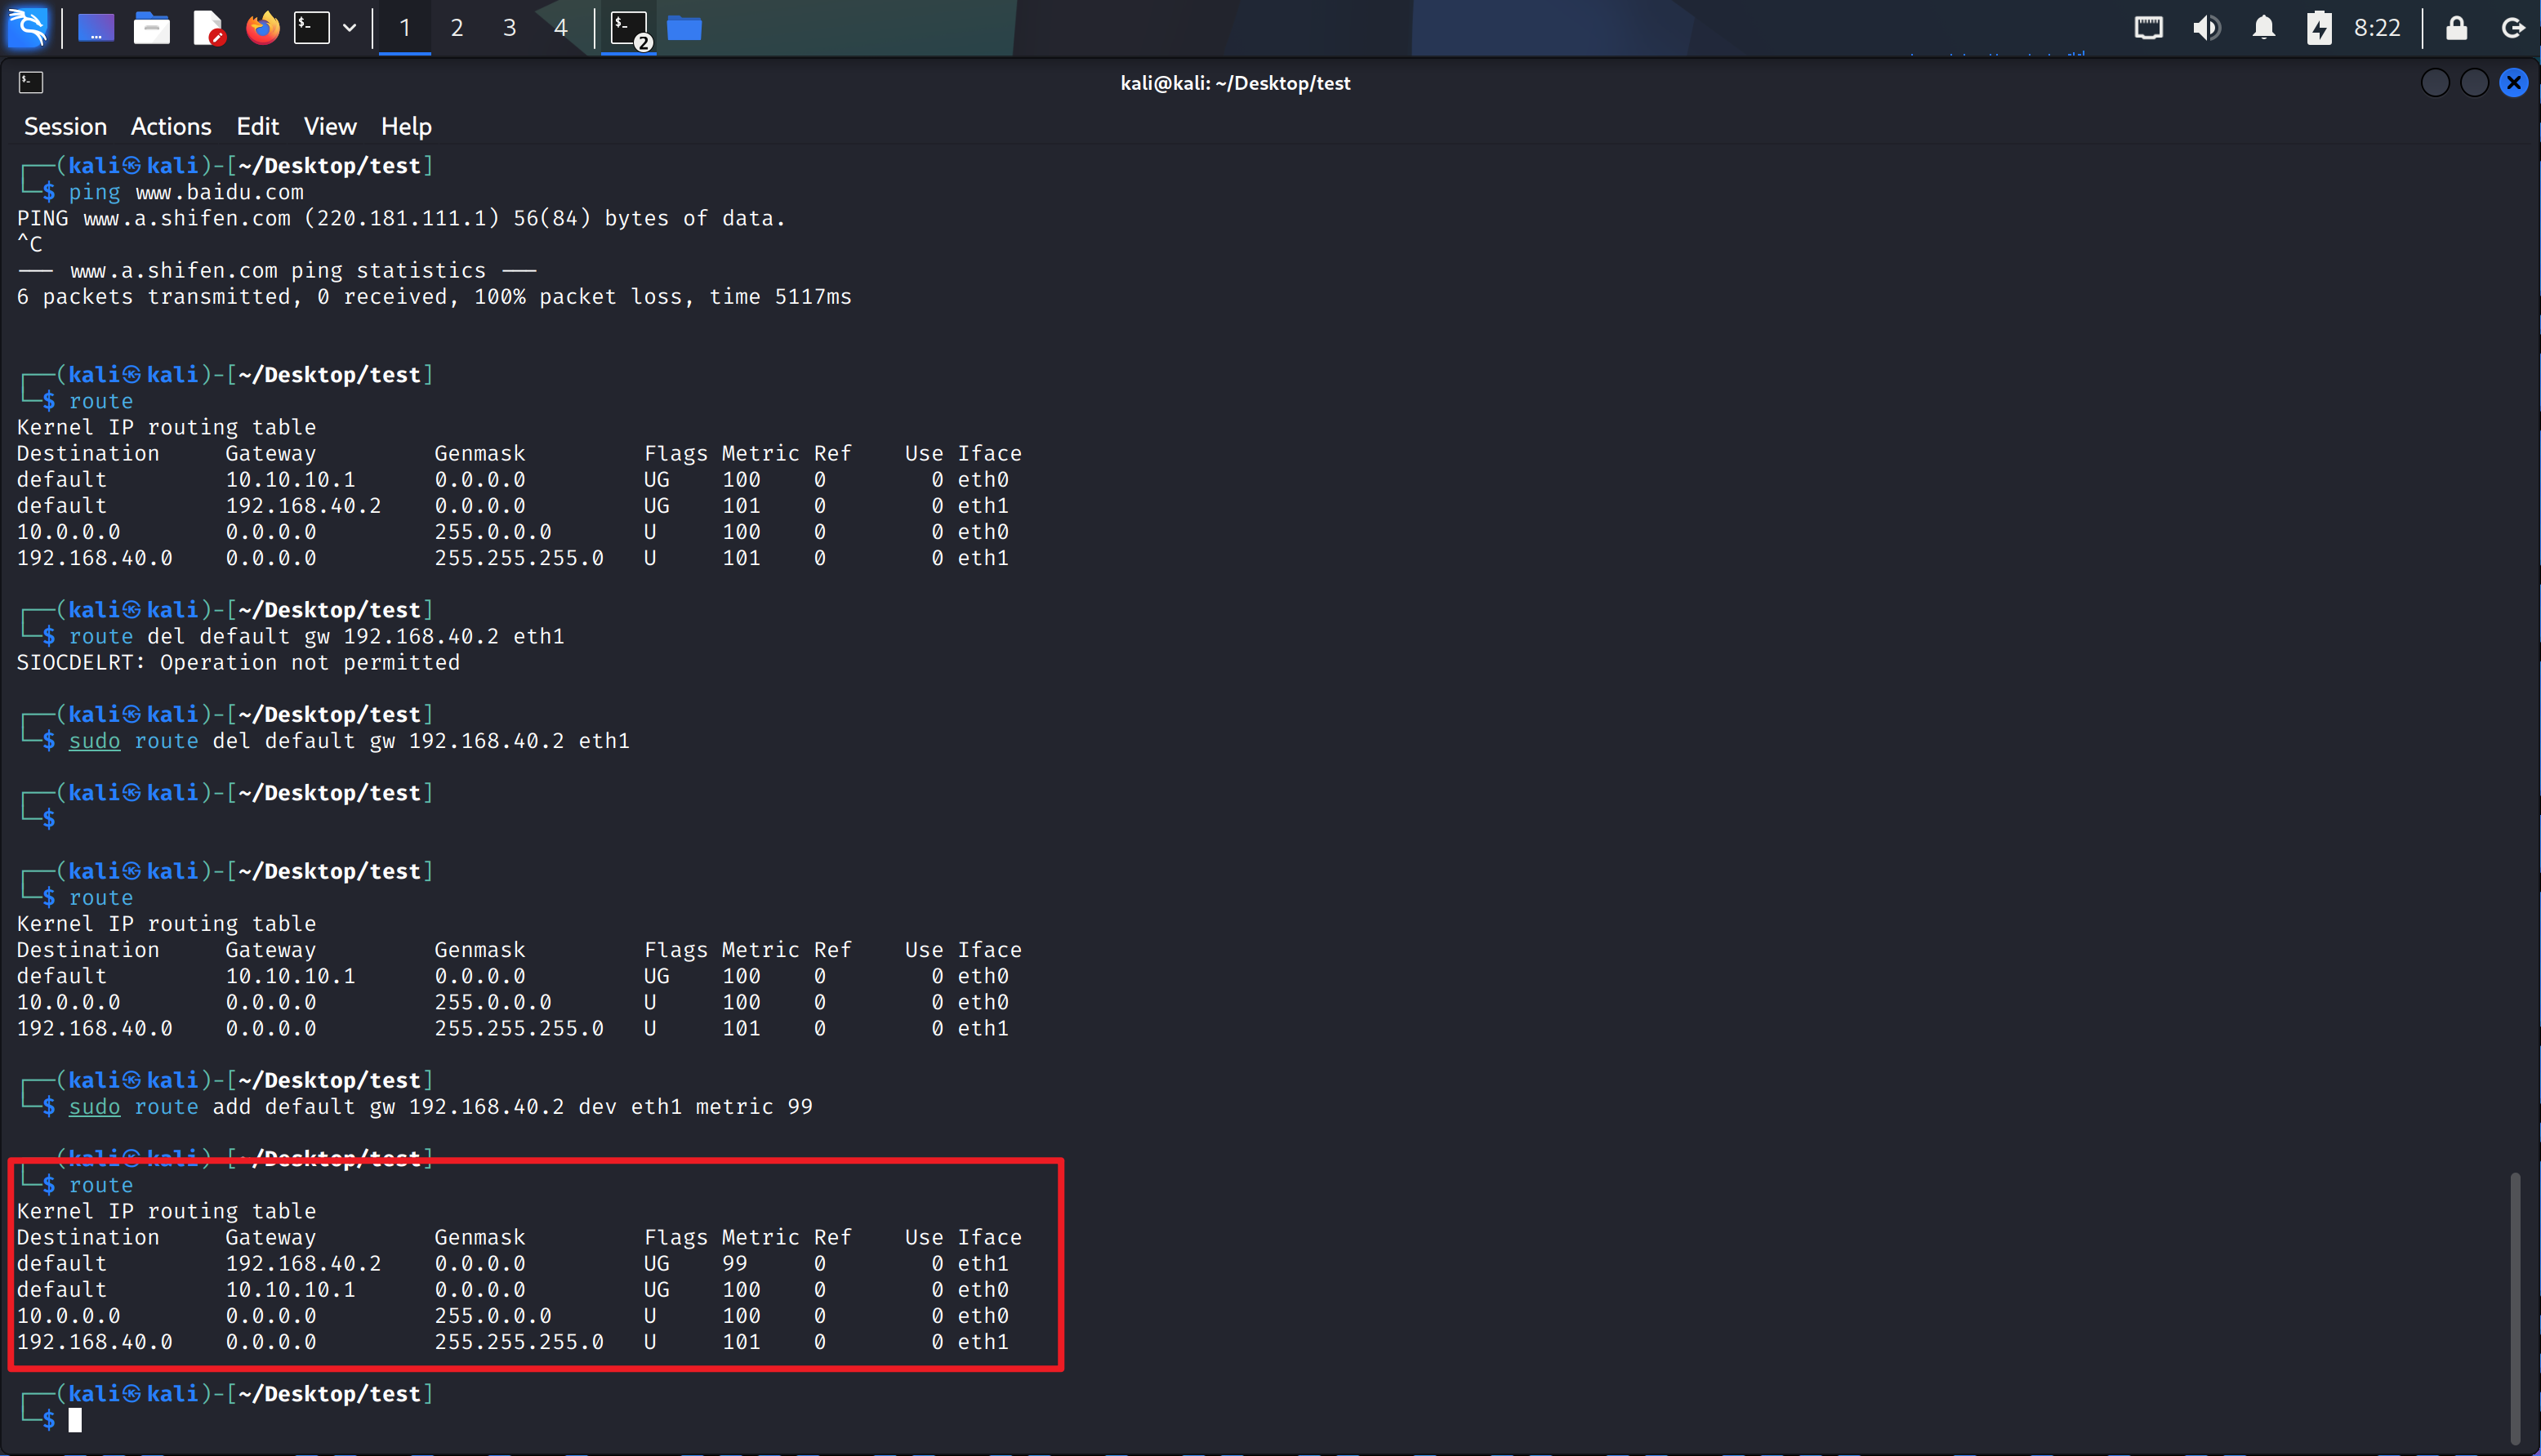 1 2 3 4 2 8:22
kali@kali: ~/Desktop/test
Session Actions Edit View Help
┌──(kali㉿kali)-[~/Desktop/test]
└─$ ping www.baidu.com
PING www.a.shifen.com (220.181.111.1) 56(84) bytes of data.
^C
--- www.a.shifen.com ping statistics ---
6 packets transmitted, 0 received, 100% packet loss, time 5117ms
┌──(kali㉿kali)-[~/Desktop/test]
└─$ route
Kernel IP routing table
Destination     Gateway         Genmask         Flags Metric Ref    Use Iface
default         10.10.10.1      0.0.0.0         UG    100    0        0 eth0
default         192.168.40.2    0.0.0.0         UG    101    0        0 eth1
10.0.0.0        0.0.0.0         255.0.0.0       U     100    0        0 eth0
192.168.40.0    0.0.0.0         255.255.255.0   U     101    0        0 eth1
┌──(kali㉿kali)-[~/Desktop/test]
└─$ route del default gw 192.168.40.2 eth1
SIOCDELRT: Operation not permitted
┌──(kali㉿kali)-[~/Desktop/test]
└─$ sudo route del default gw 192.168.40.2 eth1
┌──(kali㉿kali)-[~/Desktop/test]
└─$
┌──(kali㉿kali)-[~/Desktop/test]
└─$ route
Kernel IP routing table
Destination     Gateway         Genmask         Flags Metric Ref    Use Iface
default         10.10.10.1      0.0.0.0         UG    100    0        0 eth0
10.0.0.0        0.0.0.0         255.0.0.0       U     100    0        0 eth0
192.168.40.0    0.0.0.0         255.255.255.0   U     101    0        0 eth1
┌──(kali㉿kali)-[~/Desktop/test]
└─$ sudo route add default gw 192.168.40.2 dev eth1 metric 99
┌──(kali㉿kali)-[~/Desktop/test]
└─$ route
Kernel IP routing table
Destination     Gateway         Genmask         Flags Metric Ref    Use Iface
default         192.168.40.2    0.0.0.0         UG    99     0        0 eth1
default         10.10.10.1      0.0.0.0         UG    100    0        0 eth0
10.0.0.0        0.0.0.0         255.0.0.0       U     100    0        0 eth0
192.168.40.0    0.0.0.0         255.255.255.0   U     101    0        0 eth1
┌──(kali㉿kali)-[~/Desktop/test]
└─$